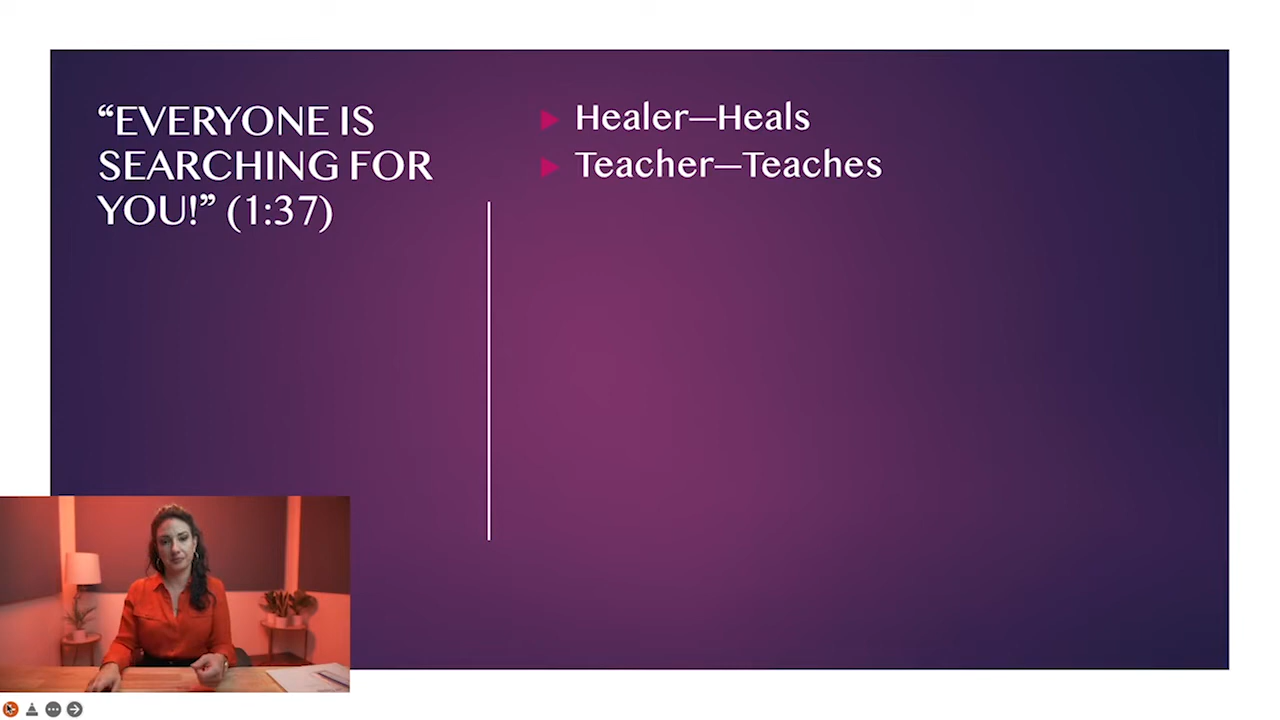 “EVERYONE IS
SEARCHING FOR
YOU!” (1:37)
Healer—Heals
Teacher—Teaches